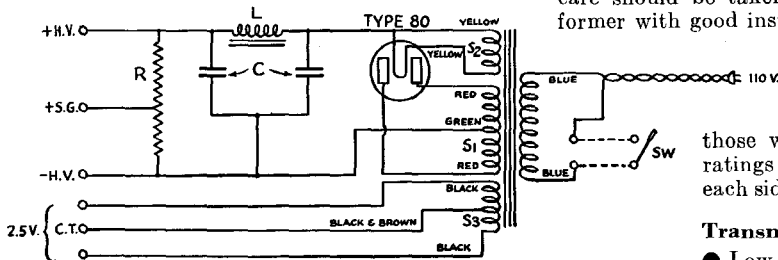 care should be taken
former with good ins
+H.V.
L
TYPE 80
YELLOW
S2
YELLOW
R
C
RED
BLUE
110 V.
+S.G.
GREEN
S1
SW
those w
ratings
each sid
RED
BLUE
-H.V.
BLACK
2.5V.
C.T.
BLACK & BROWN
S3
BLACK
Transm
● Low